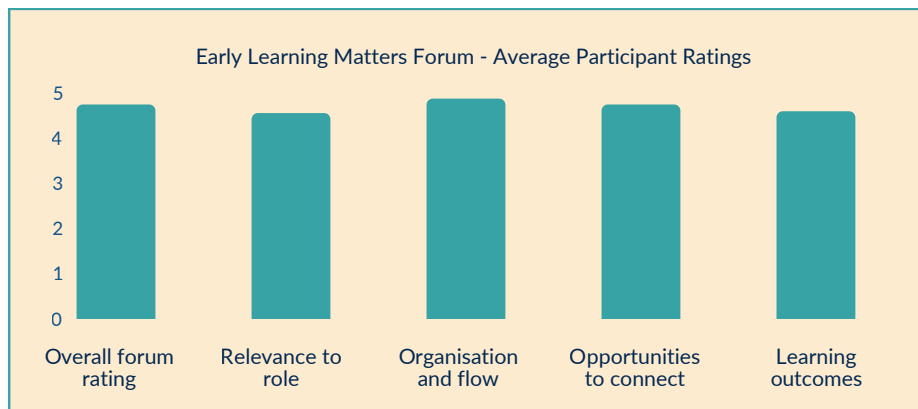 Early Learning Matters Forum - Average Participant Ratings
5
4
3
2
1
0
Overall forum
rating
Relevance to
role
Organisation
and flow
Opportunities
to connect
Learning
outcomes